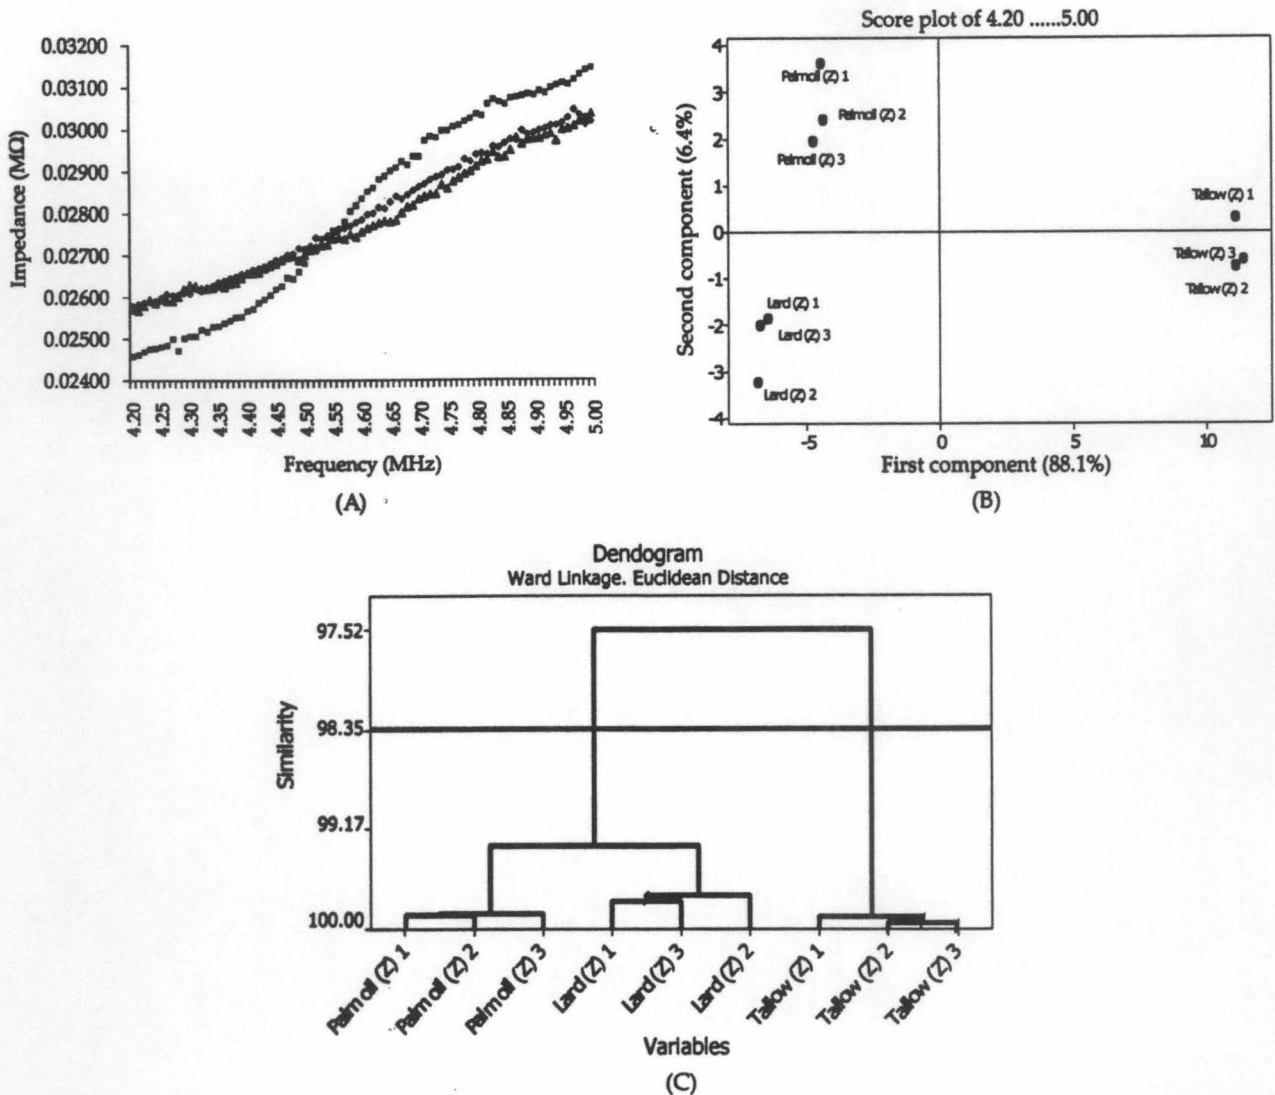 Impedance (MΩ)
0.03200
0.03100
0.03000
0.02900
0.02800
0.02700
0.02600
0.02500
0.02400
4.20
4.25
4.30
4.35
4.40
4.45
4.50
4.55
4.60
4.65
4.70
4.75
4.80
4.85
4.90
4.95
5.00
Frequency (MHz)
(A)
Score plot of 4.20 ......5.00
Second component (6.4%)
4
3
2
1
0
-1
-2
-3
-4
Palmoil (Z) 1
Palmoil (Z) 2
Palmoil (Z) 3
Tallow (Z) 1
Tallow (Z) 3
Tallow (Z) 2
Lard (Z) 1
Lard (Z) 3
Lard (Z) 2
-5
0
5
10
First component (88.1%)
(B)
Dendogram
Ward Linkage. Euclidean Distance
Similarity
97.52
98.35
99.17
100.00
Palm oil (Z) 1
Palm oil (Z) 2
Palm oil (Z) 3
Lard (Z) 1
Lard (Z) 3
Lard (Z) 2
Tallow (Z) 1
Tallow (Z) 2
Tallow (Z) 3
Variables
(C)